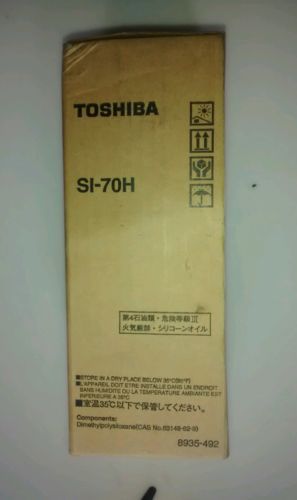 TOSHIBA
SI-70H
第4石油類・危険等級Ⅲ
火気厳禁・シリコーンオイル
■STORE IN A DRY PLACE BELOW 35°C(95°F)
■L'APPAREIL DOIT ETRE INSTALLE DANS UN ENDROIT
SANS HUMIDITE OU LA TEMPERATURE AMBIANTE EST
INFERIEURE A 35°C
■室温35℃以下で保管してください。
Components:
Dimethylpolysiloxane(CAS No.63148-62-9)
8935-492